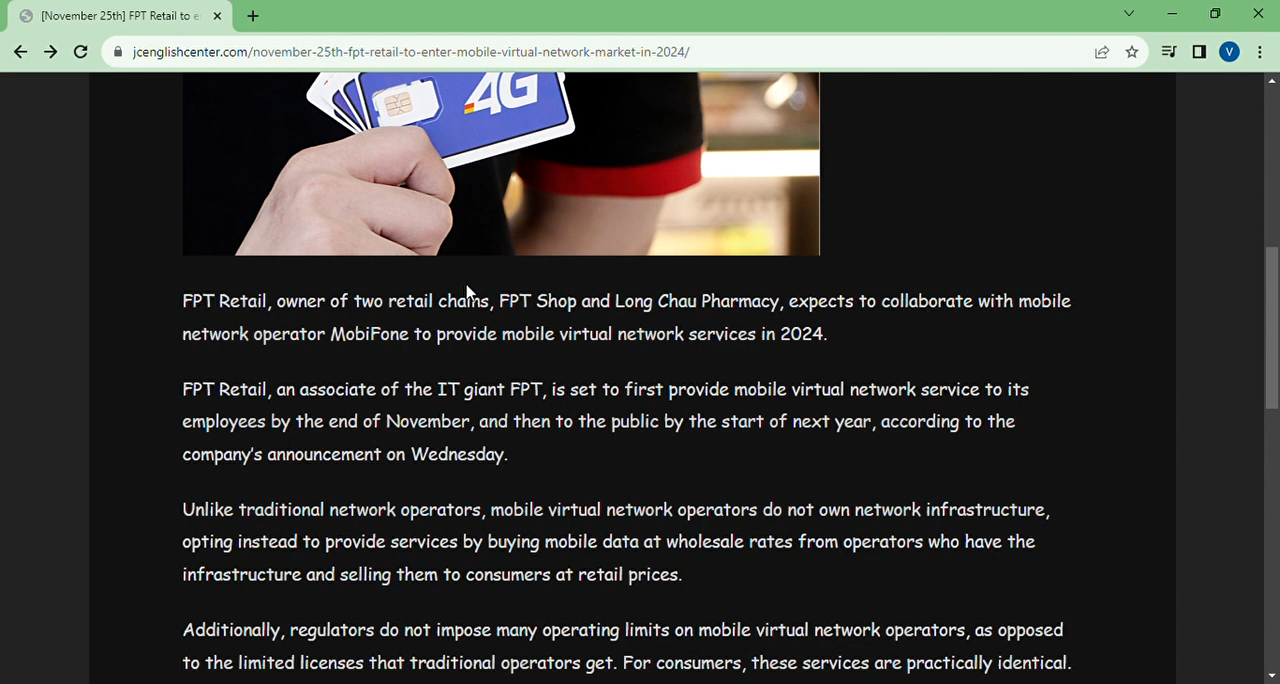 [November 25th] FPT Retail to e
jcenglishcenter.com/november-25th-fpt-retail-to-enter-mobile-virtual-network-market-in-2024/
V
4G
FPT Retail, owner of two retail chains, FPT Shop and Long Chau Pharmacy, expects to collaborate with mobile
network operator MobiFone to provide mobile virtual network services in 2024.
FPT Retail, an associate of the IT giant FPT, is set to first provide mobile virtual network service to its
employees by the end of November, and then to the public by the start of next year, according to the
company's announcement on Wednesday.
Unlike traditional network operators, mobile virtual network operators do not own network infrastructure,
opting instead to provide services by buying mobile data at wholesale rates from operators who have the
infrastructure and selling them to consumers at retail prices.
Additionally, regulators do not impose many operating limits on mobile virtual network operators, as opposed
to the limited licenses that traditional operators get. For consumers, these services are practically identical.